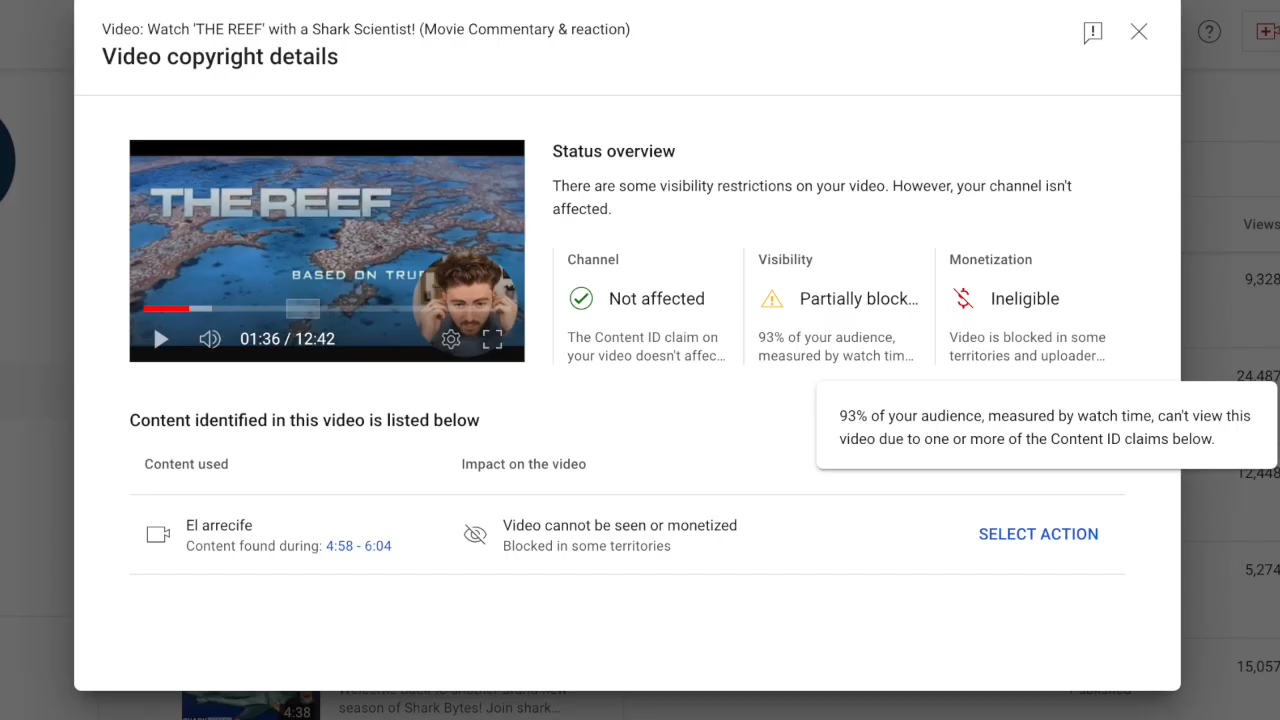 Video: Watch 'THE REEF' with a Shark Scientist! (Movie Commentary & reaction)
Video copyright details
?
THE REEF
BASED ON TRU
01:36 / 12:42
Status overview
There are some visibility restrictions on your video. However, your channel isn't
affected.
Channel
Not affected
The Content ID claim on
your video doesn't affec...
Visibility
Partially block...
93% of your audience,
measured by watch tim...
Monetization
Ineligible
Video is blocked in some
territories and uploader...
93% of your audience, measured by watch time, can't view this
video due to one or more of the Content ID claims below.
Content identified in this video is listed below
Content used
Impact on the video
El arrecife
Content found during: 4:58 - 6:04
Video cannot be seen or monetized
Blocked in some territories
SELECT ACTION
Views
9,328
24,487
12,448
5,274
15,057
4:38
season of Shark Bytes! Join shark...